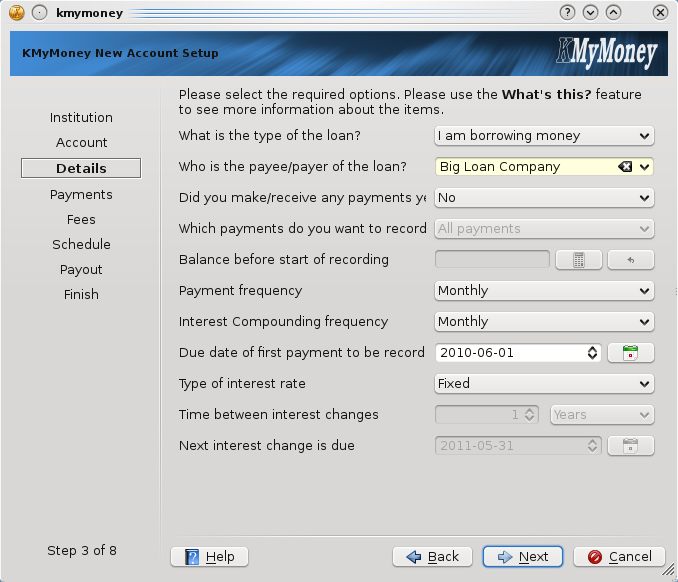 kmymoney
KMyMoney New Account Setup
KMyMoney
Please select the required options. Please use the What's this? feature
to see more information about the items.
Institution
Account
Details
Payments
Fees
Schedule
Payout
Finish
What is the type of the loan? I am borrowing money
Who is the payee/payer of the loan? Big Loan Company
Did you make/receive any payments ye No
Which payments do you want to record All payments
Balance before start of recording
Payment frequency Monthly
Interest Compounding frequency Monthly
Due date of first payment to be record 2010-06-01
Type of interest rate Fixed
Time between interest changes 1 Years
Next interest change is due 2011-05-31
Step 3 of 8
Help Back Next Cancel